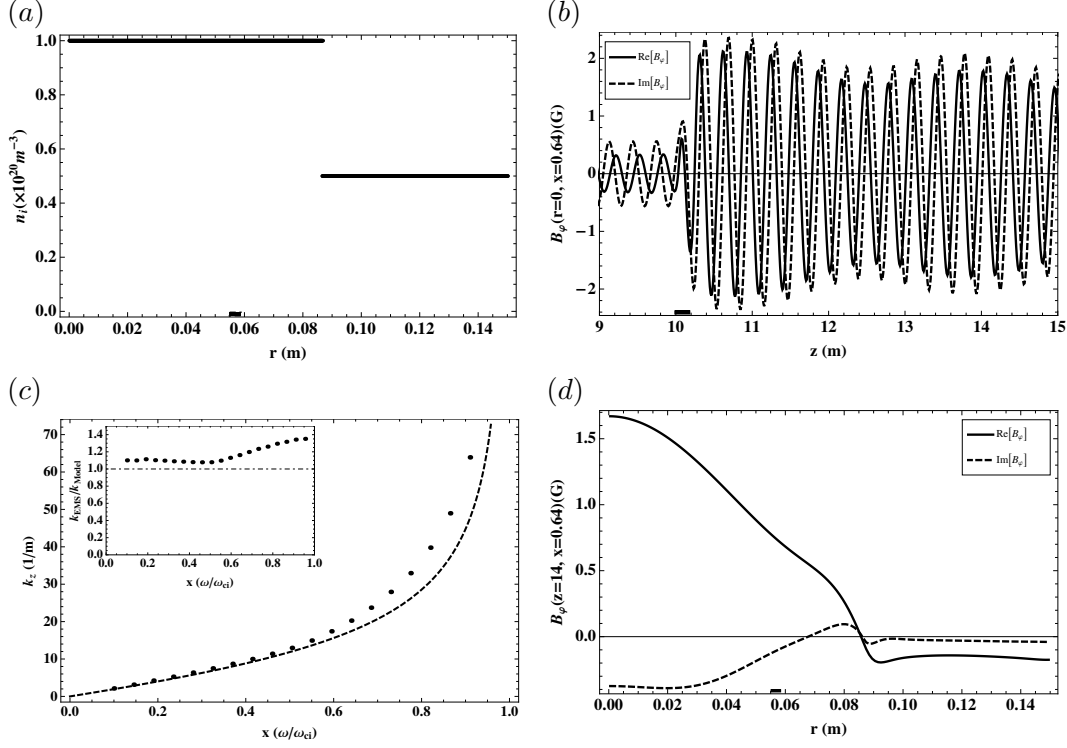 (a)
1.0
0.8
0.6
0.4
0.2
0.0
n_i(×10^20 m^−3)
0.00 0.02 0.04 0.06 0.08 0.10 0.12 0.14
r (m)
(b)
2
1
0
−1
−2
B_φ(r=0, x=0.64)(G)
Re[B_φ]
Im[B_φ]
9 10 11 12 13 14 15
z (m)
(c)
70
60
50
40
30
20
10
0
k_z (1/m)
1.4
1.2
1.0
0.8
0.6
0.4
0.2
0.0
k_EMS/k_Model
0.0 0.2 0.4 0.6 0.8 1.0
x (ω/ω_ci)
0.0 0.2 0.4 0.6 0.8 1.0
x (ω/ω_ci)
(d)
1.5
1.0
0.5
0.0
B_φ(z=14, x=0.64)(G)
Re[B_φ]
Im[B_φ]
0.00 0.02 0.04 0.06 0.08 0.10 0.12 0.14
r (m)